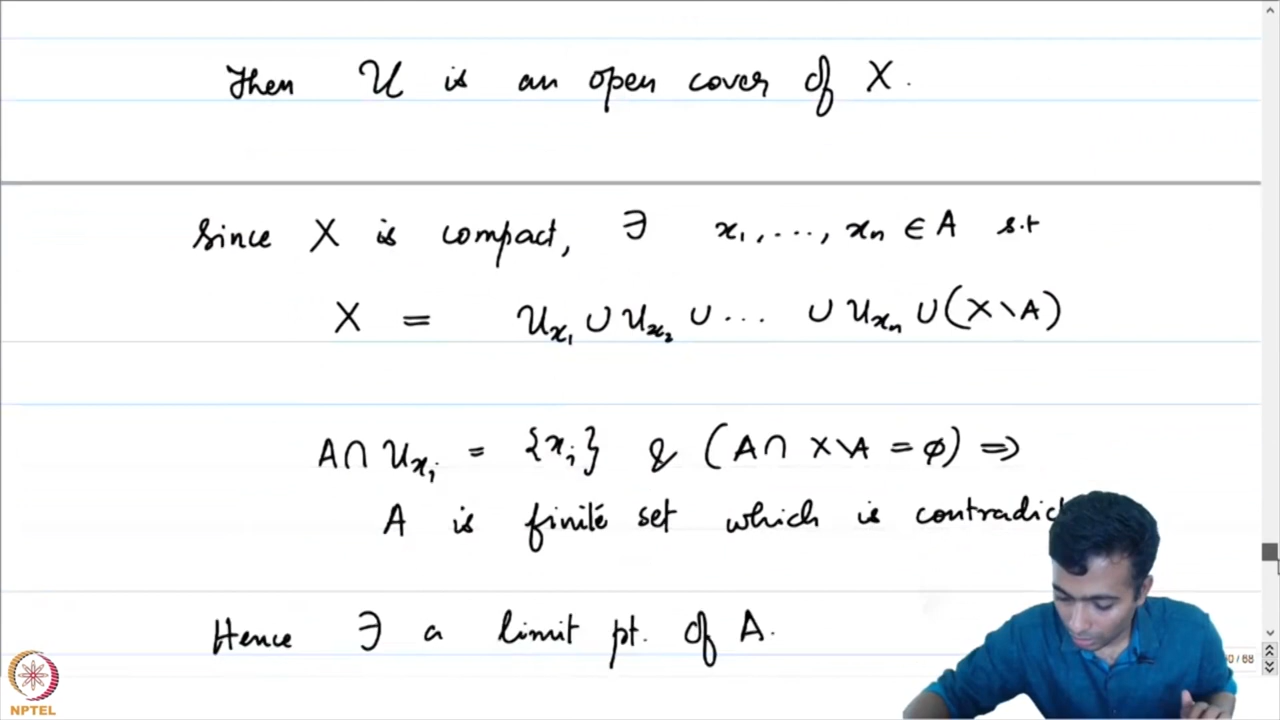 Then 𝒰 is an open cover of X.
Since X is compact, ∃ x₁, ..., xₙ ∈ A s.t
X = 𝒰x₁ ∪ 𝒰x₂ ∪ ... ∪ 𝒰xₙ ∪ (X \ A)
A ∩ 𝒰xᵢ = {xᵢ} & (A ∩ X \ A = φ) ⇒
A is finite set which is
Hence ∃ a limit pt. of A.
/ 68
NPTEL